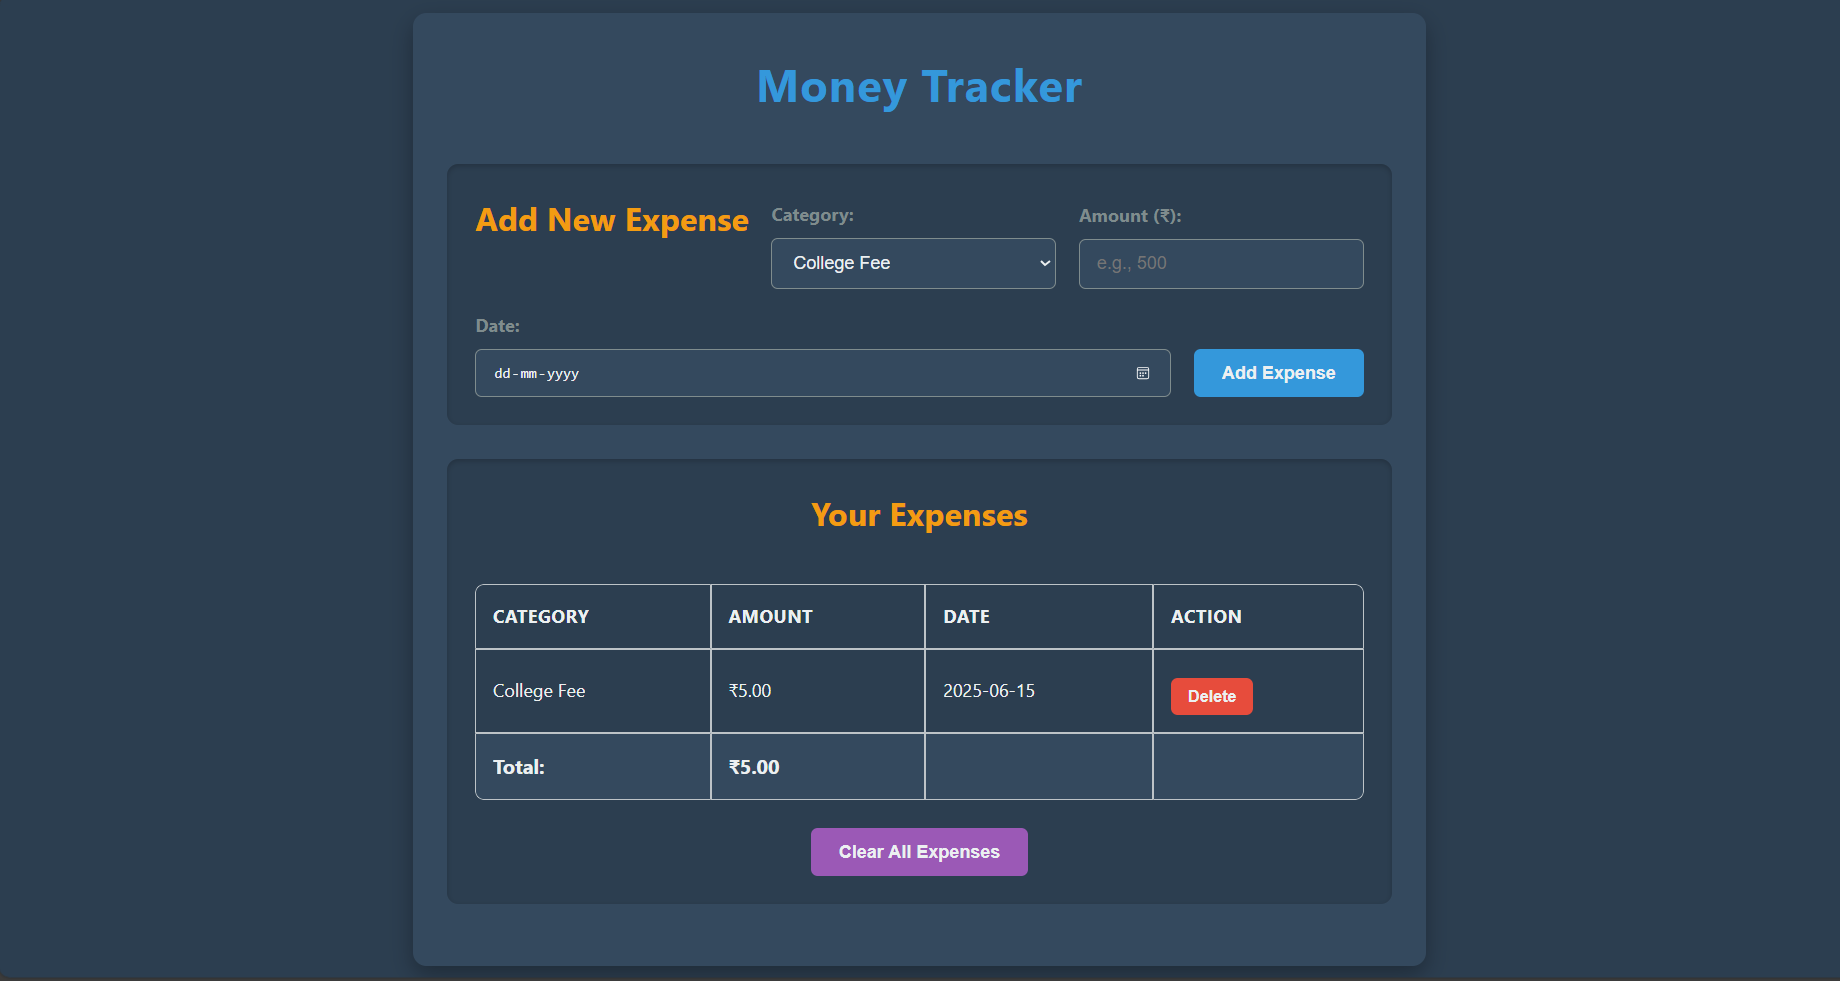 Money Tracker
Add New Expense
Category:
College Fee
Amount (₹):
e.g., 500
Date:
dd-mm-yyyy
Add Expense
Your Expenses
CATEGORY AMOUNT DATE ACTION
College Fee ₹5.00 2025-06-15 Delete
Total: ₹5.00
Clear All Expenses